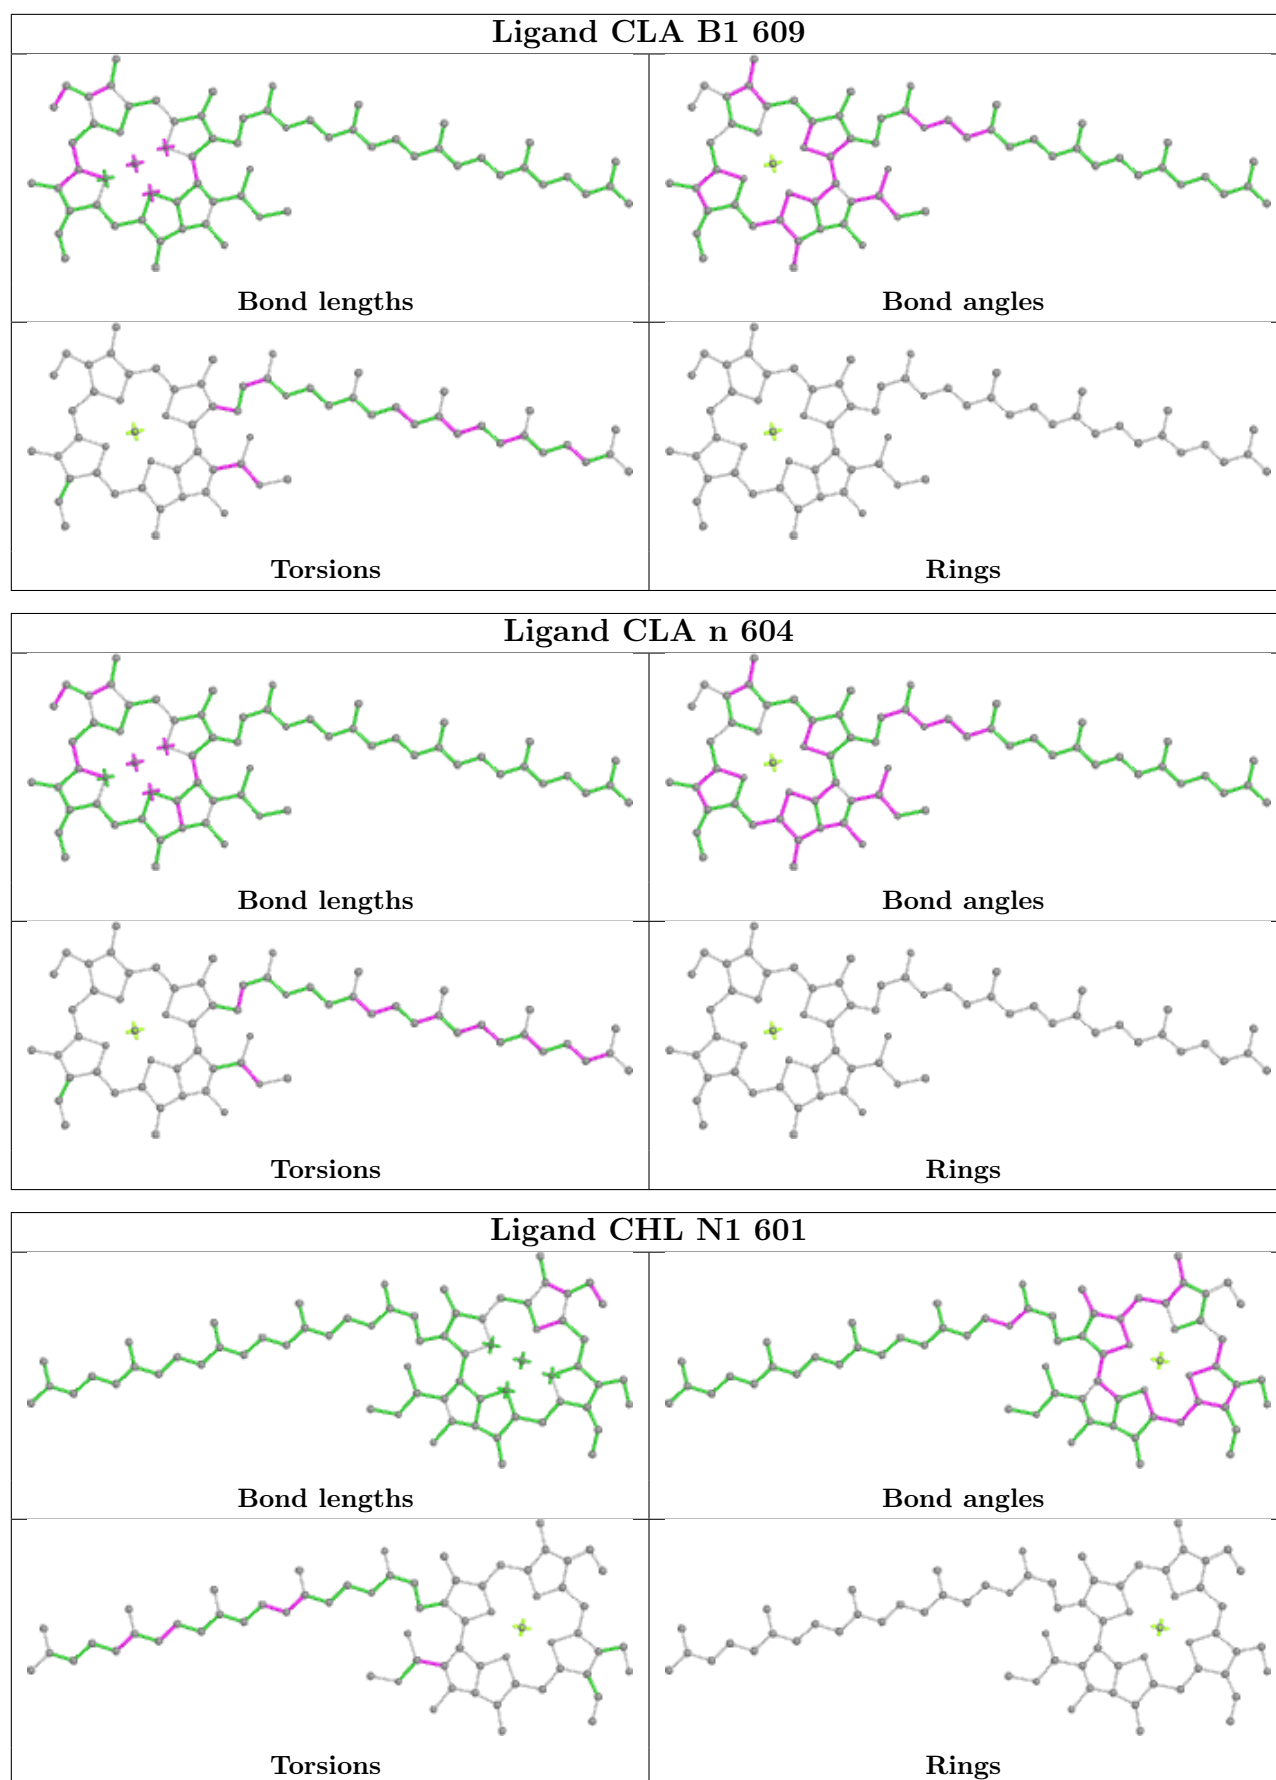 Ligand CLA B1 609
Bond lengths
Bond angles
Torsions
Rings
Ligand CLA n 604
Bond lengths
Bond angles
Torsions
Rings
Ligand CHL N1 601
Bond lengths
Bond angles
Torsions
Rings